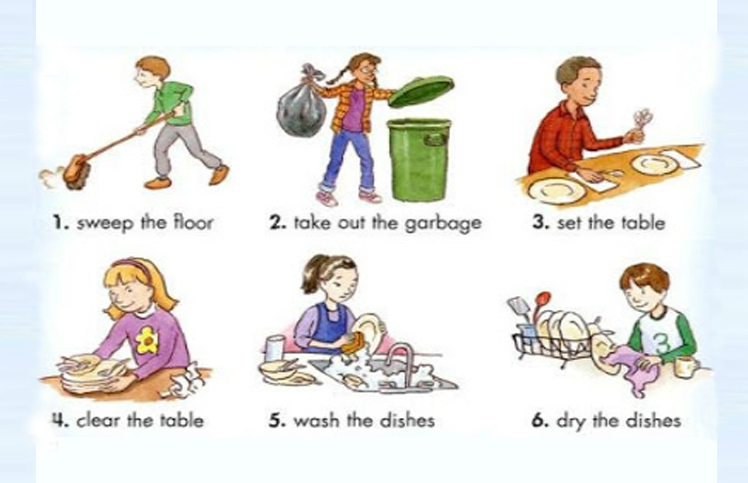 1. sweep the floor
2. take out the garbage
3. set the table
4. clear the table
5. wash the dishes
3
6. dry the dishes